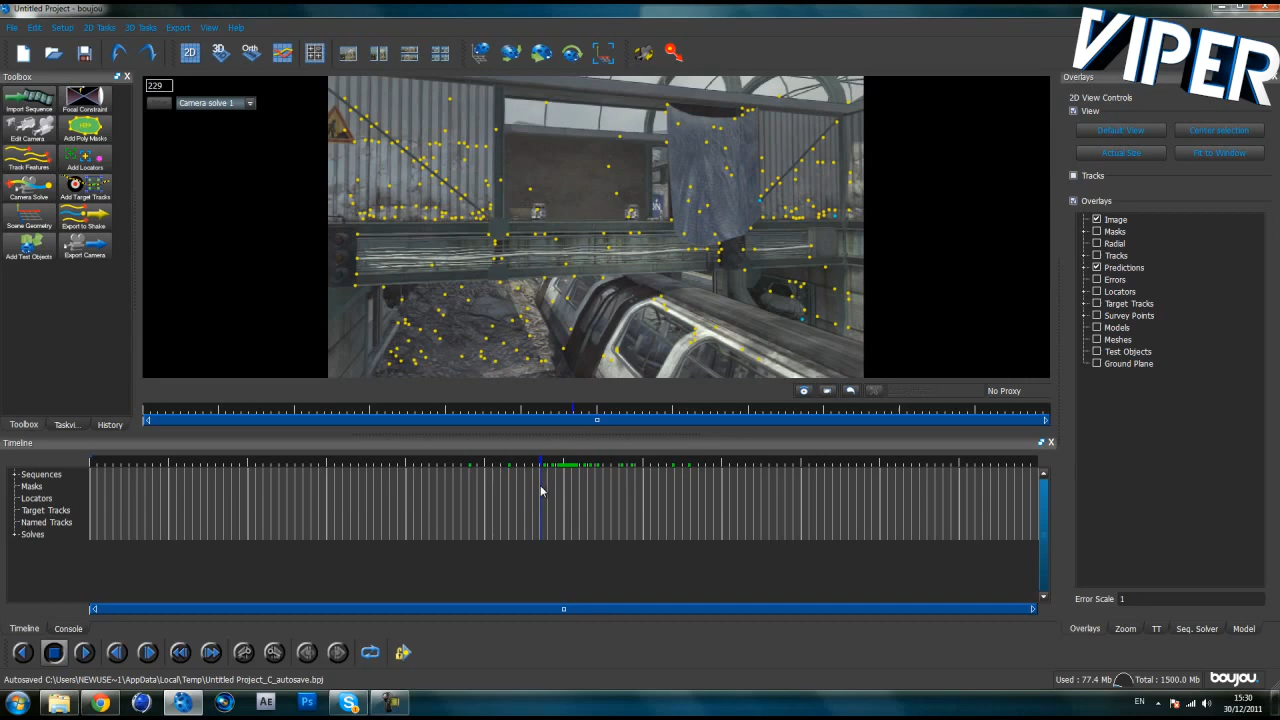 Untitled Project - boujou
VIPER
File Edit Setup 2D Tasks 3D Tasks Export View Help
2D 3D Orth
Toolbox
Import Sequence Focal Constraint
Edit Camera Add Poly Masks
Track Features Add Locators
Camera Solve Add Target Tracks
Scene Geometry Export to Shake
Add Test Objects Export Camera
Toolbox Taskvi... History
229
Camera solve 1
No Proxy
Overlays
2D View Controls
View
Default View Center selection
Actual Size Fit to Window
Tracks
Overlays
Image
Masks
Radial
Tracks
Predictions
Errors
Locators
Target Tracks
Survey Points
Models
Meshes
Test Objects
Ground Plane
Error Scale 1
Overlays Zoom TT Seq. Solver Model
Timeline
Sequences
Masks
Locators
Target Tracks
Named Tracks
Solves
Timeline Console
Autosaved C:\Users\NEWUSE~1\AppData\Local\Temp\Untitled Project_C_autosave.bpj
Used : 77.4 Mb Total : 1500.0 Mb boujou
Ae Ps
EN
15:30
30/12/2011